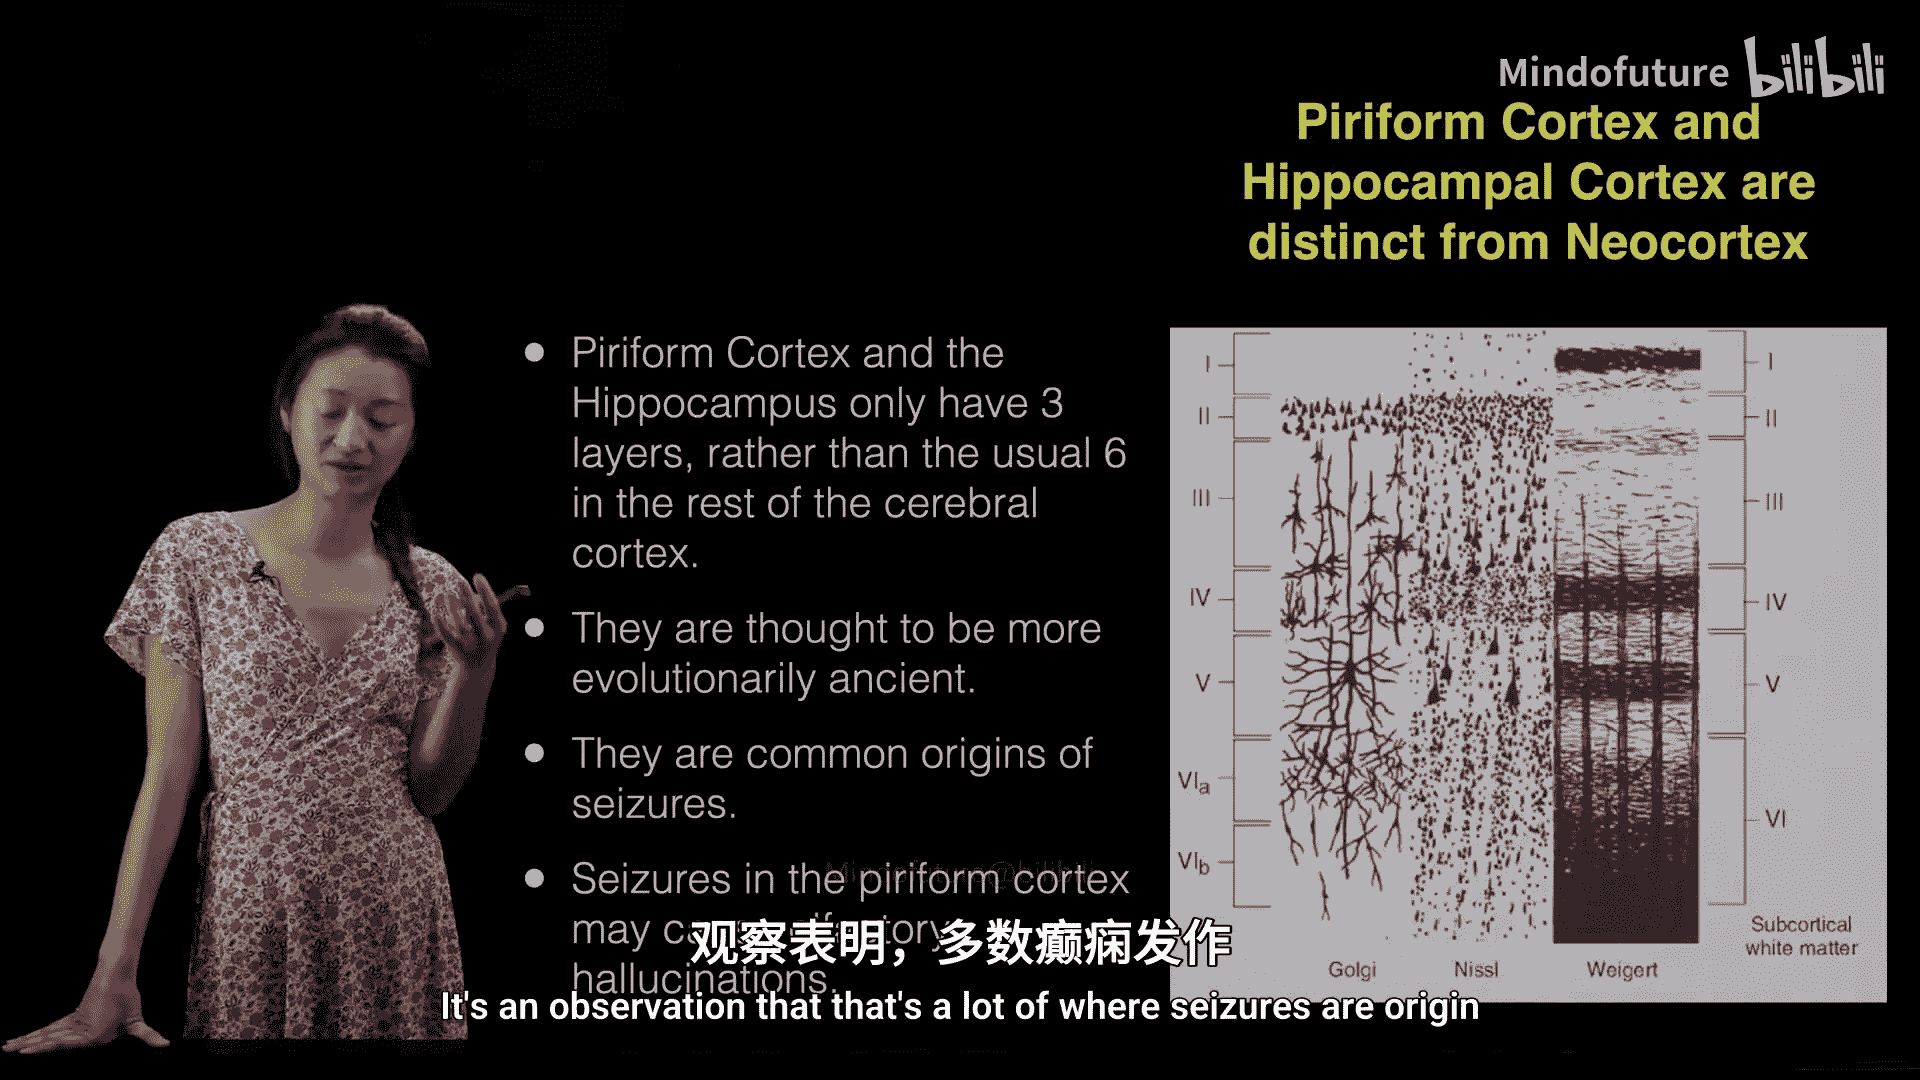 Mindofuture bilibili
Piriform Cortex and
Hippocampal Cortex are
distinct from Neocortex
Piriform Cortex and the
Hippocampus only have 3
layers, rather than the usual 6
in the rest of the cerebral
cortex.
They are thought to be more
evolutionarily ancient.
They are common origins of
seizures.
Seizures in the piriform cortex
may cause olfactory
hallucinations.
Mindofuture@bilibili
I
II
III
IV
V
VIa
VIb
I
II
III
IV
V
VI
Subcortical
white matter
Golgi
Nissl
Weigert
观察表明，多数癫痫发作
It's an observation that that's a lot of where seizures are origin